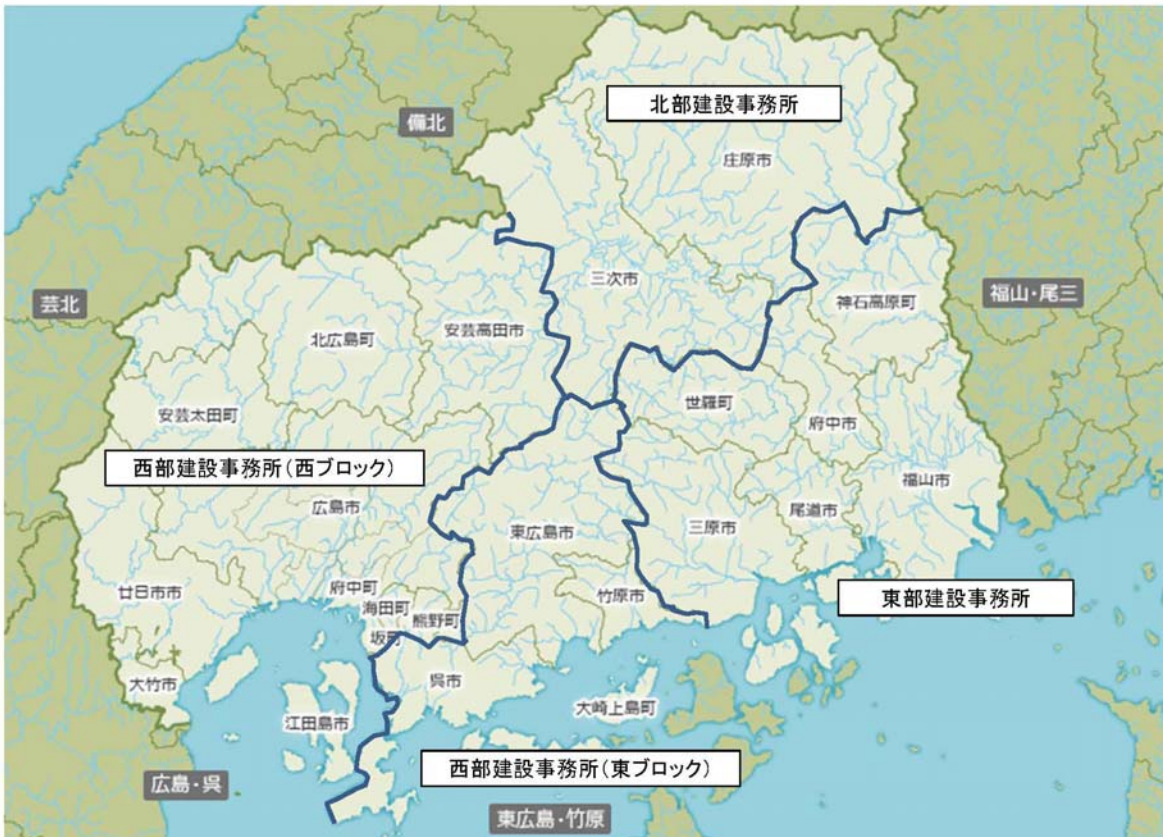 北部建設事務所
備北
庄原市
三次市
芸北
神石高原町
福山・尾三
北広島町
安芸高田市
安芸太田町
世羅町
府中市
西部建設事務所(西ブロック)
福山市
広島市
東広島市
三原市
尾道市
府中町
廿日市市
海田町
熊野町
竹原市
東部建設事務所
坂町
大竹市
呉市
江田島市
大崎上島町
西部建設事務所(東ブロック)
広島・呉
東広島・竹原